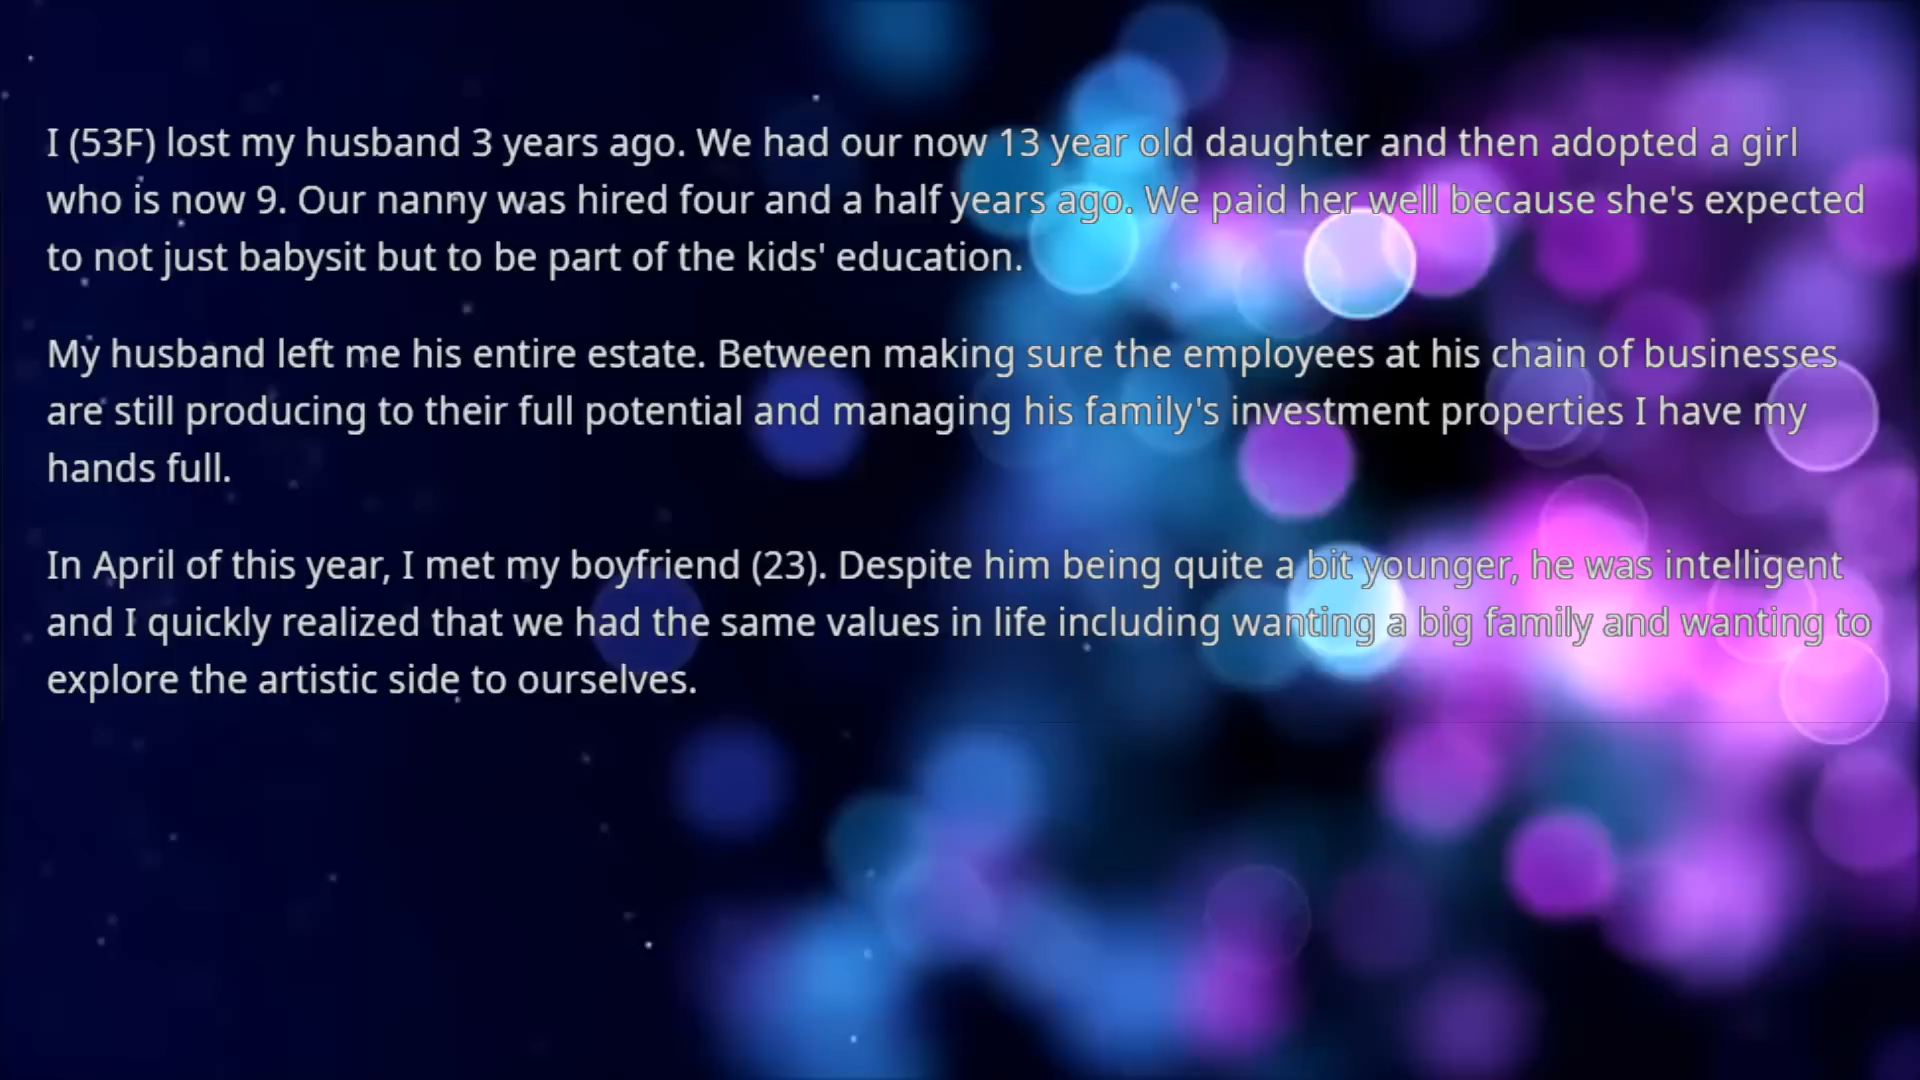 I (53F) lost my husband 3 years ago. We had our now 13 year old daughter and then adopted a girl
who is now 9. Our nanny was hired four and a half years ago. We paid her well because she's expected
to not just babysit but to be part of the kids' education.
My husband left me his entire estate. Between making sure the employees at his chain of businesses
are still producing to their full potential and managing his family's investment properties I have my
hands full.
In April of this year, I met my boyfriend (23). Despite him being quite a bit younger, he was intelligent
and I quickly realized that we had the same values in life including wanting a big family and wanting to
explore the artistic side to ourselves.